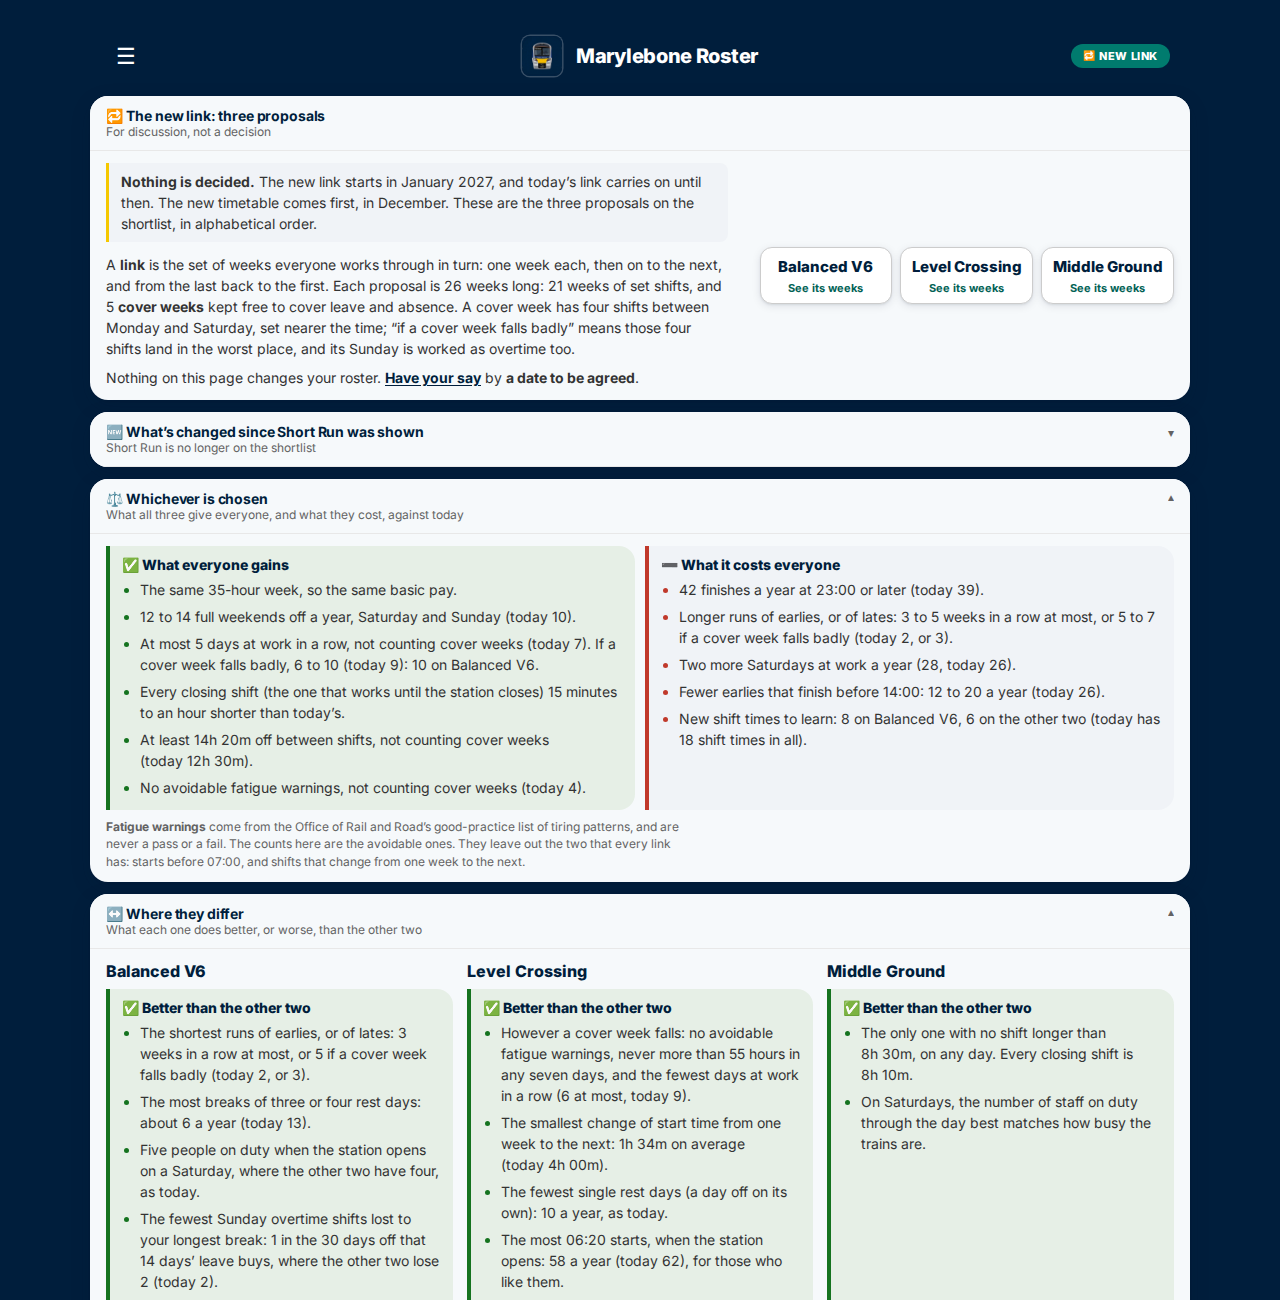 ☰
Marylebone Roster
🔁 NEW LINK
🔁 The new link: three proposals
For discussion, not a decision
Nothing is decided. The new link starts in January 2027, and today’s link carries on until
then. The new timetable comes first, in December. These are the three proposals on the
shortlist, in alphabetical order.
A link is the set of weeks everyone works through in turn: one week each, then on to the next,
and from the last back to the first. Each proposal is 26 weeks long: 21 weeks of set shifts, and
5 cover weeks kept free to cover leave and absence. A cover week has four shifts between
Monday and Saturday, set nearer the time; “if a cover week falls badly” means those four
shifts land in the worst place, and its Sunday is worked as overtime too.
Nothing on this page changes your roster. Have your say by a date to be agreed.
Balanced V6
See its weeks
Level Crossing
See its weeks
Middle Ground
See its weeks
🆕 What’s changed since Short Run was shown
Short Run is no longer on the shortlist
▼
⚖️ Whichever is chosen
What all three give everyone, and what they cost, against today
▲
✅ What everyone gains
• The same 35-hour week, so the same basic pay.
• 12 to 14 full weekends off a year, Saturday and Sunday (today 10).
• At most 5 days at work in a row, not counting cover weeks (today 7). If a
cover week falls badly, 6 to 10 (today 9): 10 on Balanced V6.
• Every closing shift (the one that works until the station closes) 15 minutes
to an hour shorter than today’s.
• At least 14h 20m off between shifts, not counting cover weeks
(today 12h 30m).
• No avoidable fatigue warnings, not counting cover weeks (today 4).
➖ What it costs everyone
• 42 finishes a year at 23:00 or later (today 39).
• Longer runs of earlies, or of lates: 3 to 5 weeks in a row at most, or 5 to 7
if a cover week falls badly (today 2, or 3).
• Two more Saturdays at work a year (28, today 26).
• Fewer earlies that finish before 14:00: 12 to 20 a year (today 26).
• New shift times to learn: 8 on Balanced V6, 6 on the other two (today has
18 shift times in all).
Fatigue warnings come from the Office of Rail and Road’s good-practice list of tiring patterns, and are
never a pass or a fail. The counts here are the avoidable ones. They leave out the two that every link
has: starts before 07:00, and shifts that change from one week to the next.
↔️ Where they differ
What each one does better, or worse, than the other two
▲
Balanced V6
✅ Better than the other two
• The shortest runs of earlies, or of lates: 3
weeks in a row at most, or 5 if a cover week
falls badly (today 2, or 3).
• The most breaks of three or four rest days:
about 6 a year (today 13).
• Five people on duty when the station opens
on a Saturday, where the other two have four,
as today.
• The fewest Sunday overtime shifts lost to
your longest break: 1 in the 30 days off that
14 days’ leave buys, where the other two lose
2 (today 2).
Level Crossing
✅ Better than the other two
• However a cover week falls: no avoidable
fatigue warnings, never more than 55 hours in
any seven days, and the fewest days at work
in a row (6 at most, today 9).
• The smallest change of start time from one
week to the next: 1h 34m on average
(today 4h 00m).
• The fewest single rest days (a day off on its
own): 10 a year, as today.
• The most 06:20 starts, when the station
opens: 58 a year (today 62), for those who
like them.
Middle Ground
✅ Better than the other two
• The only one with no shift longer than
8h 30m, on any day. Every closing shift is
8h 10m.
• On Saturdays, the number of staff on duty
through the day best matches how busy the
trains are.